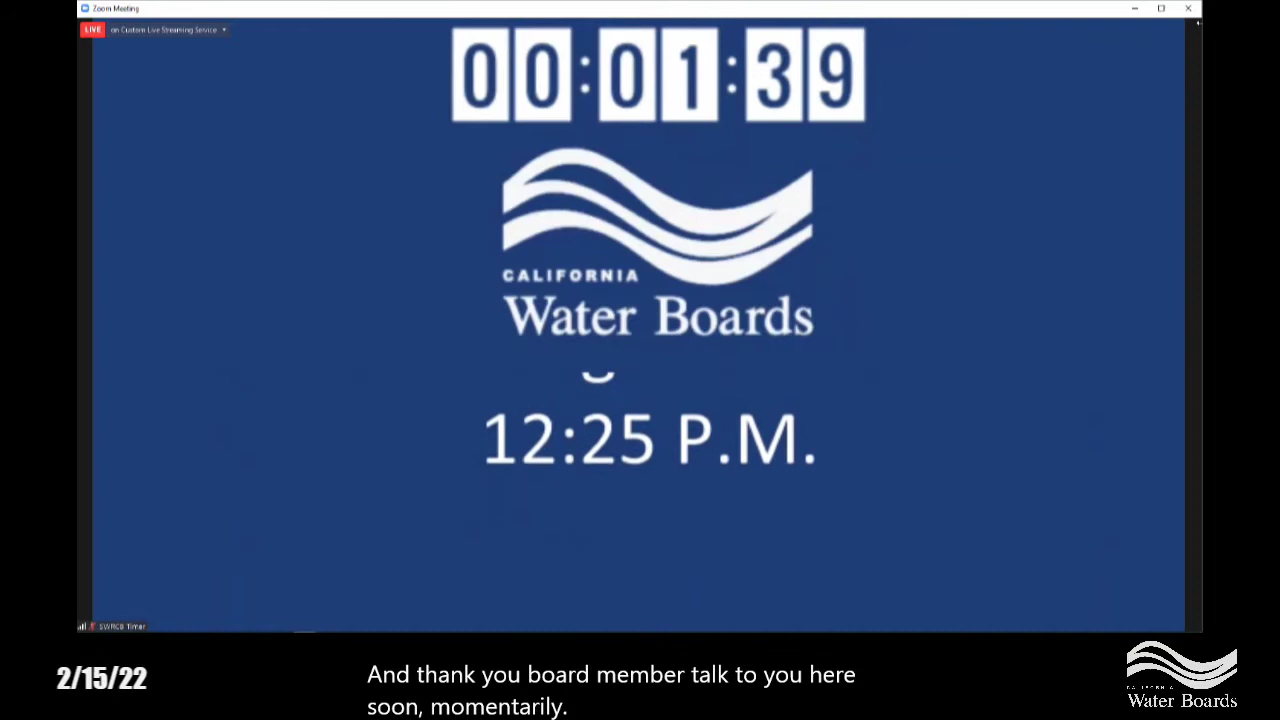 Zoom Meeting
LIVE on Custom Live Streaming Service
00:01:39
CALIFORNIA
Water Boards
12:25 P.M.
SWRCB Timer
2/15/22
And thank you board member talk to you here
soon, momentarily.
CALIFORNIA
Water Boards